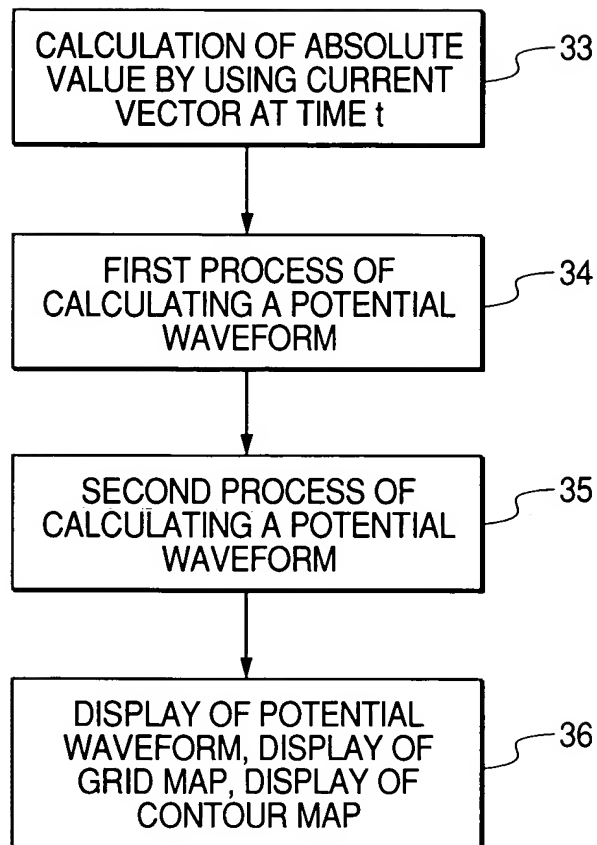 CALCULATION OF ABSOLUTE
VALUE BY USING CURRENT
VECTOR AT TIME t
33
FIRST PROCESS OF
CALCULATING A POTENTIAL
WAVEFORM
34
SECOND PROCESS OF
CALCULATING A POTENTIAL
WAVEFORM
35
DISPLAY OF POTENTIAL
WAVEFORM, DISPLAY OF
GRID MAP, DISPLAY OF
CONTOUR MAP
36